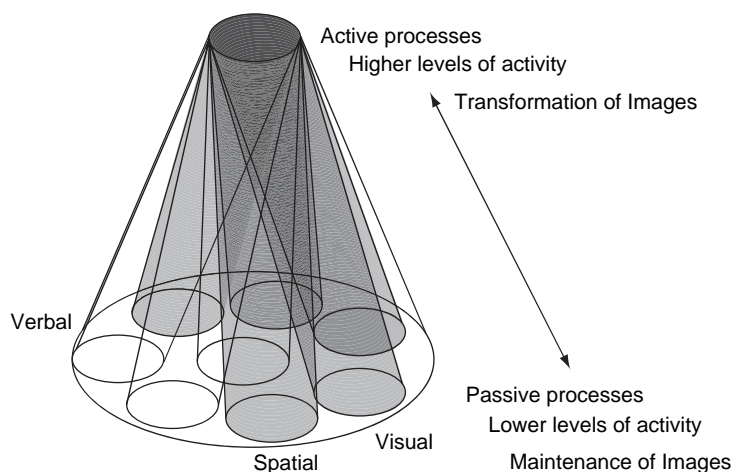 Active processes
Higher levels of activity
Transformation of Images
Verbal
Passive processes
Lower levels of activity
Visual
Spatial
Maintenance of Images